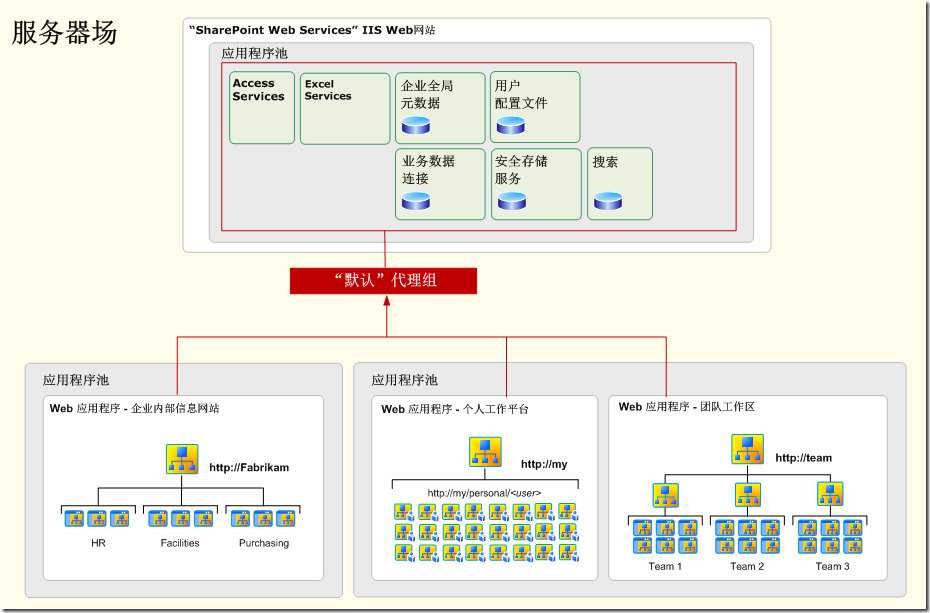 服务器场
“SharePoint Web Services” IIS Web网站
应用程序池
Access
Services
Excel
Services
企业全局
元数据
用户
配置文件
业务数据
连接
安全存储
服务
搜索
“默认”代理组
应用程序池
Web 应用程序 - 企业内部信息网站
http://Fabrikam
HR
Facilities
Purchasing
应用程序池
Web 应用程序 - 个人工作平台
http://my
http://my/personal/<user>
Web 应用程序 - 团队工作区
http://team
Team 1
Team 2
Team 3